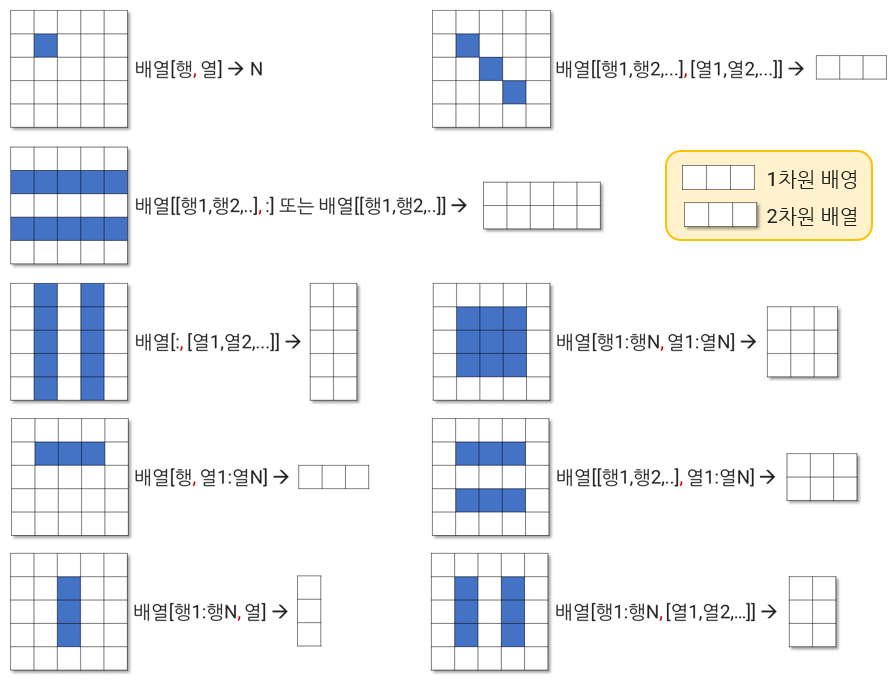 배열[행, 열] → N
배열[[행1,행2,...],[열1,열2,...]] →
배열[[행1,행2,..],:] 또는 배열[[행1,행2,..]] →
1차원 배영
2차원 배열
배열[:, [열1,열2,...]] →
배열[행1:행N, 열1:열N] →
배열[행, 열1:열N] →
배열[[행1,행2,..], 열1:열N] →
배열[행1:행N, 열] →
배열[행1:행N,[열1,열2,...]] →